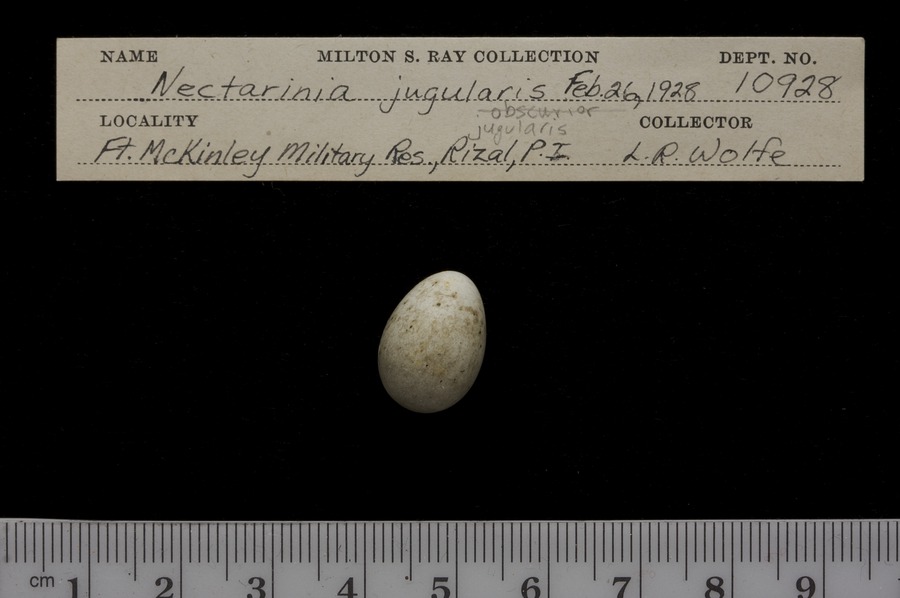 NAME MILTON S. RAY COLLECTION DEPT. NO.
Nectarinia jugularis Feb. 26, 1928 10928
obscurior
LOCALITY jugularis COLLECTOR
Ft. McKinley Military Res., Rizal, P.I. L.R. Wolfe
cm 1 2 3 4 5 6 7 8 9